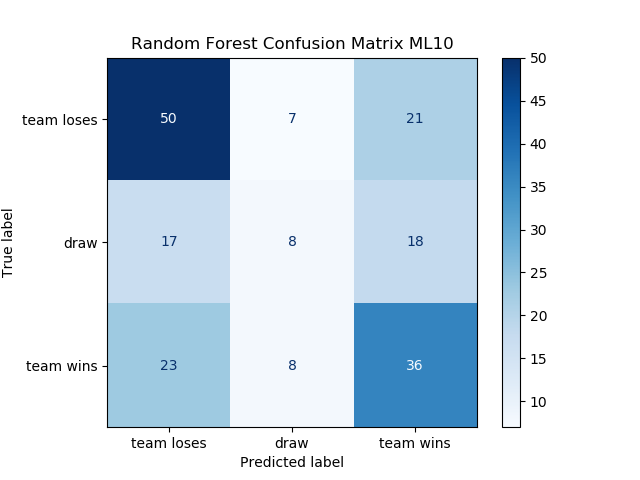 Random Forest Confusion Matrix ML10
True label
team loses
50 7 21
draw
17 8 18
team wins
23 8 36
team loses draw team wins
Predicted label
50
45
40
35
30
25
20
15
10